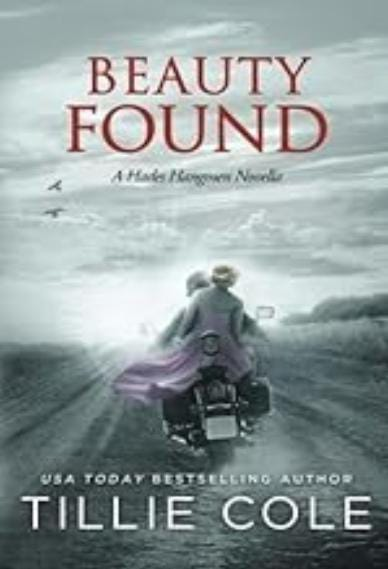 BEAUTY
FOUND
A Hades Hangmen Novella
USA TODAY BESTSELLING AUTHOR
TILLIE COLE